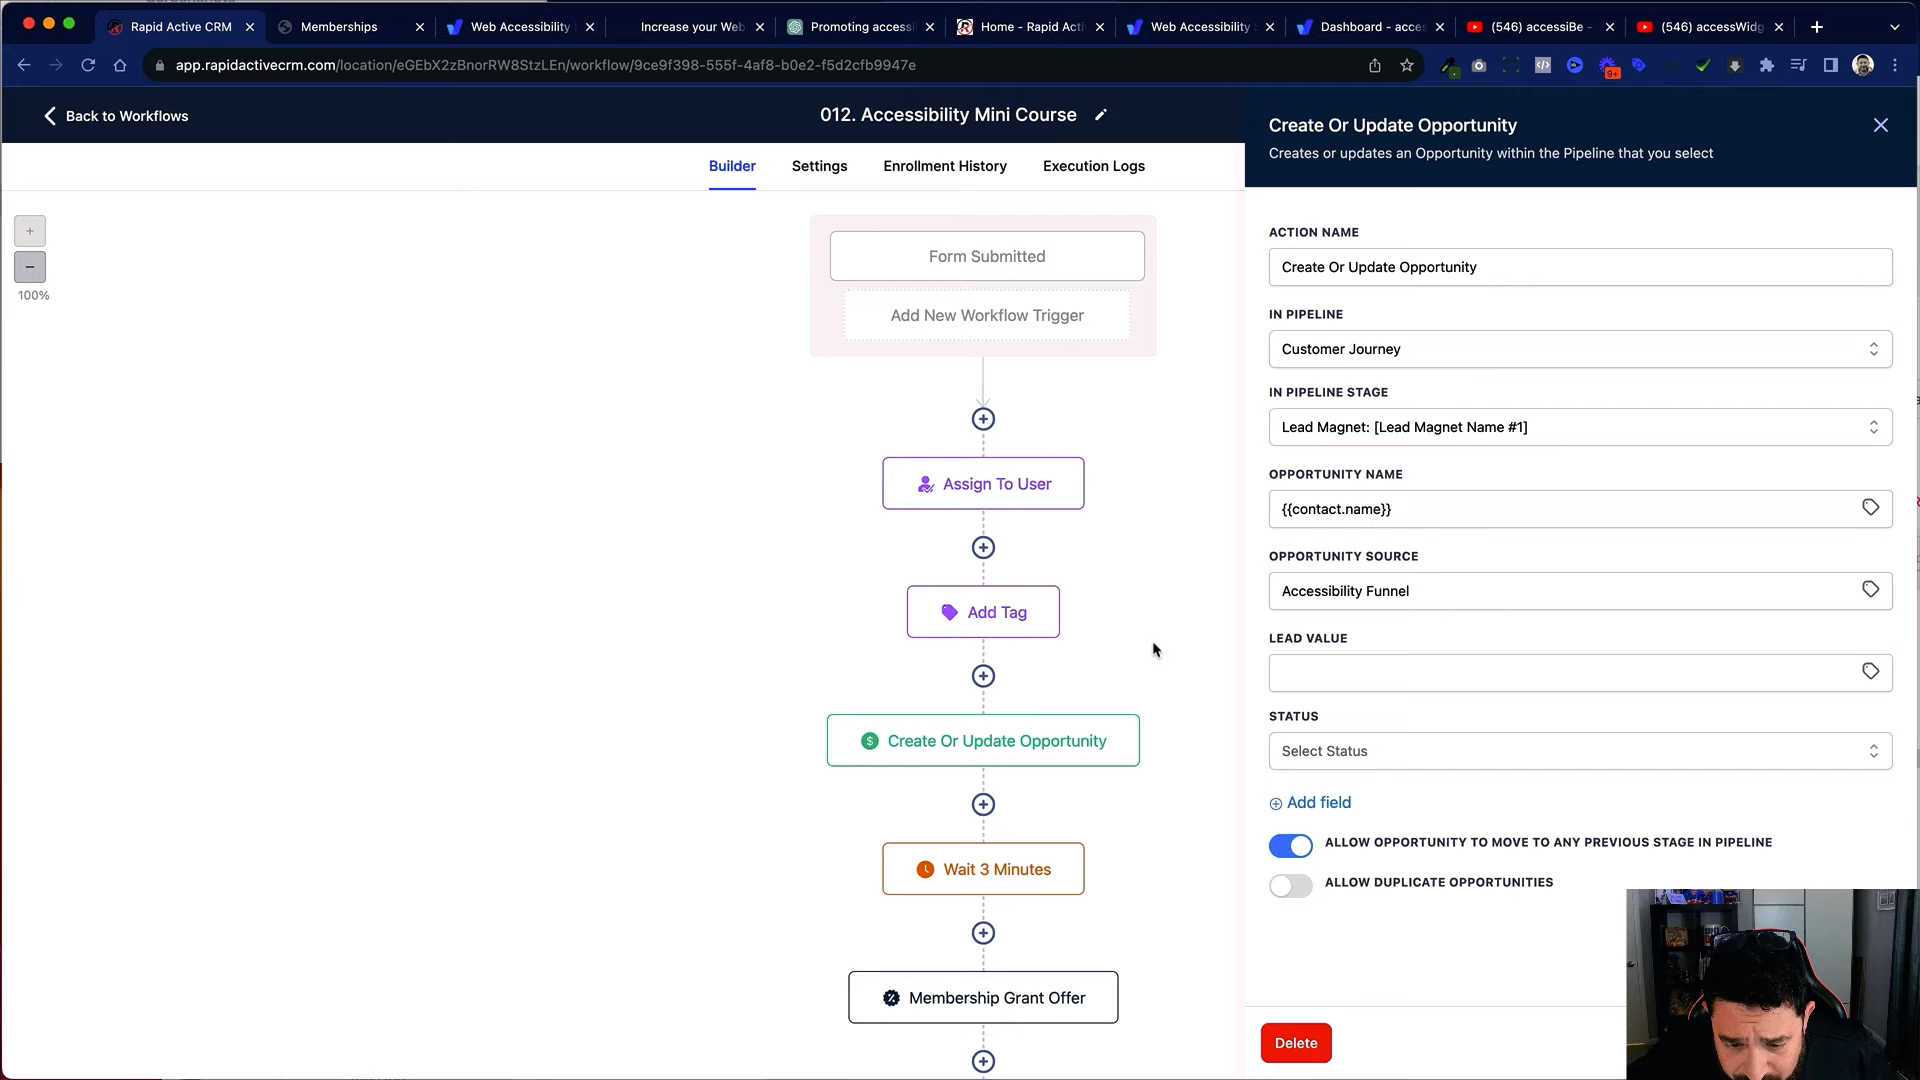 Rapid Active CRM
Memberships
Web Accessibility
Increase your Web
Promoting accessi
Home - Rapid Acti
Web Accessibility
Dashboard - acces
(546) accessiBe -
(546) accessWidg
app.rapidactivecrm.com/location/eGEbX2zBnorRW8StzLEn/workflow/9ce9f398-555f-4af8-b0e2-f5d2cfb9947e
9+
Back to Workflows
012. Accessibility Mini Course
Builder
Settings
Enrollment History
Execution Logs
+
−
100%
Form Submitted
Add New Workflow Trigger
Assign To User
Add Tag
Create Or Update Opportunity
Wait 3 Minutes
Membership Grant Offer
Create Or Update Opportunity
Creates or updates an Opportunity within the Pipeline that you select
ACTION NAME
Create Or Update Opportunity
IN PIPELINE
Customer Journey
IN PIPELINE STAGE
Lead Magnet: [Lead Magnet Name #1]
OPPORTUNITY NAME
{{contact.name}}
OPPORTUNITY SOURCE
Accessibility Funnel
LEAD VALUE
STATUS
Select Status
Add field
ALLOW OPPORTUNITY TO MOVE TO ANY PREVIOUS STAGE IN PIPELINE
ALLOW DUPLICATE OPPORTUNITIES
Delete